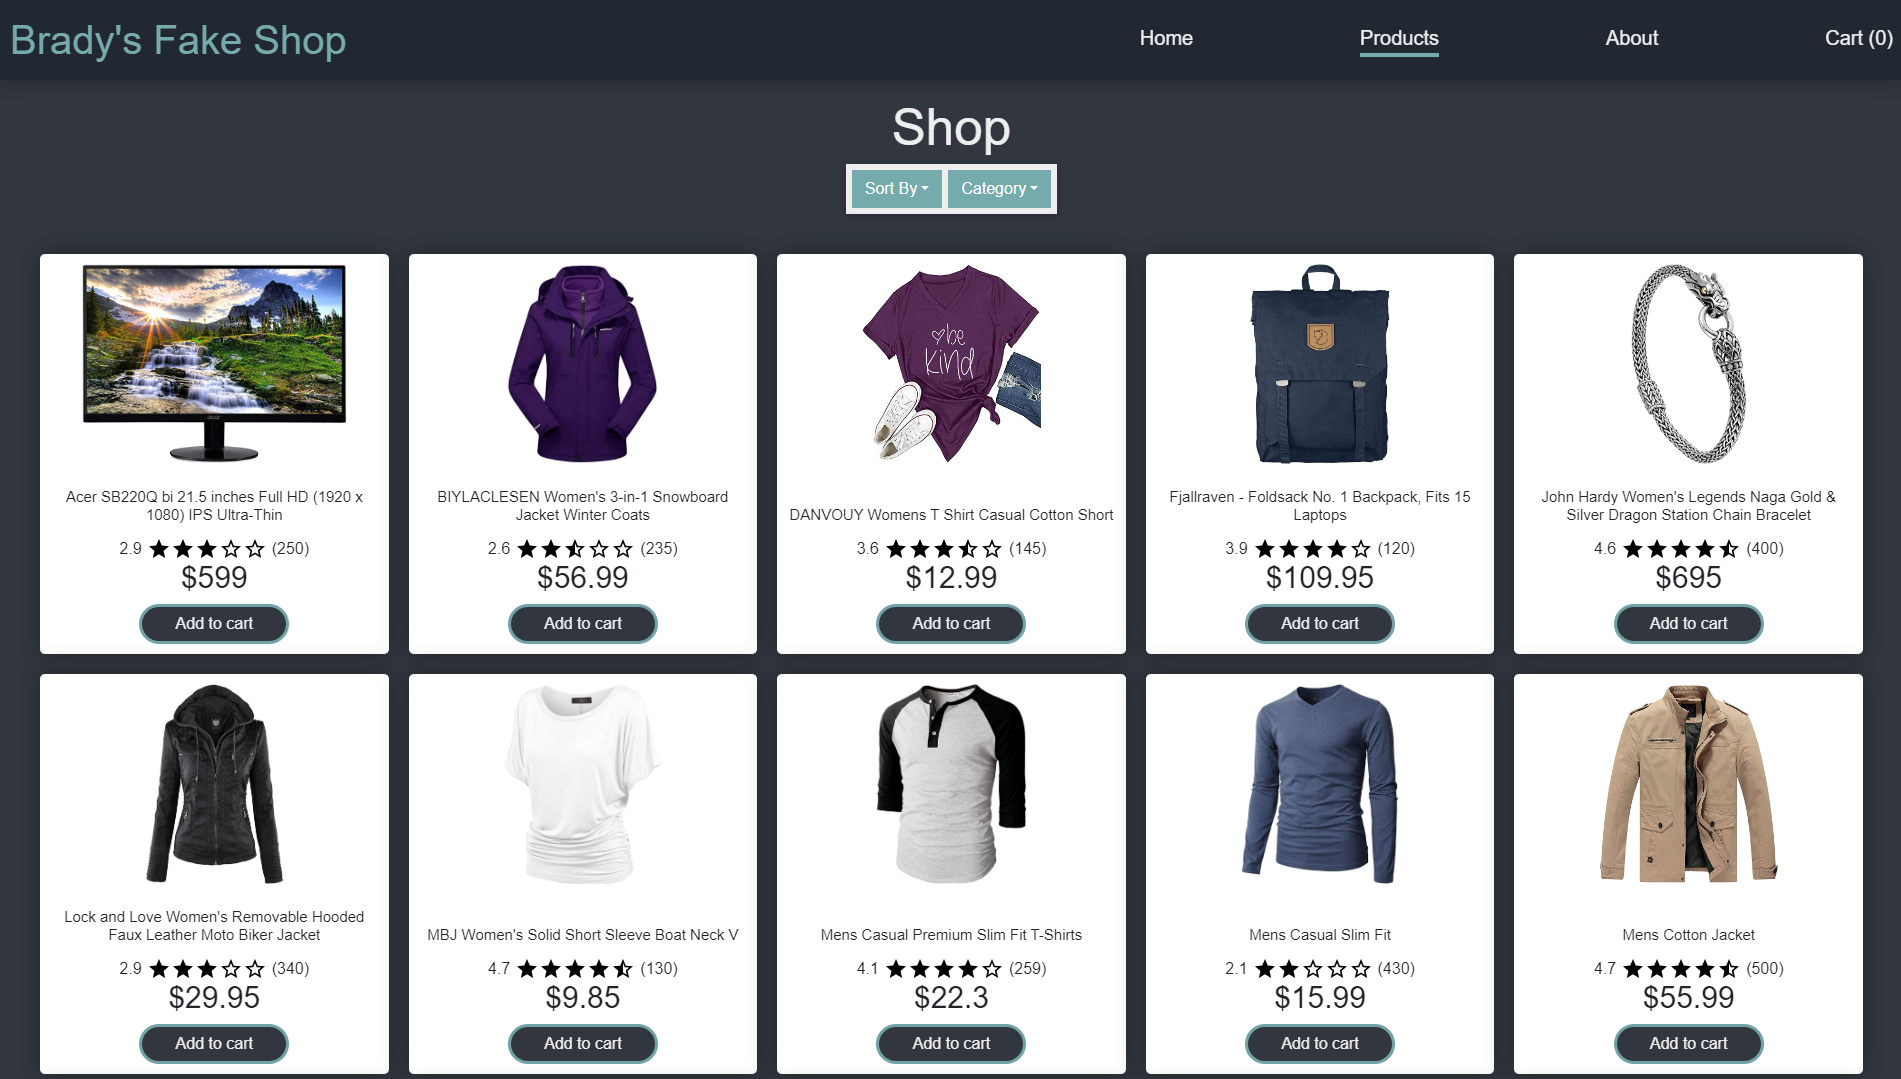 Brady's Fake Shop
Home
Products
About
Cart (0)
Shop
Sort By
Category
be
kind
Acer SB220Q bi 21.5 inches Full HD (1920 x
1080) IPS Ultra-Thin
2.9 (250)
$599
Add to cart
BIYLACLESEN Women's 3-in-1 Snowboard
Jacket Winter Coats
2.6 (235)
$56.99
Add to cart
DANVOUY Womens T Shirt Casual Cotton Short
3.6 (145)
$12.99
Add to cart
Fjallraven - Foldsack No. 1 Backpack, Fits 15
Laptops
3.9 (120)
$109.95
Add to cart
John Hardy Women's Legends Naga Gold &
Silver Dragon Station Chain Bracelet
4.6 (400)
$695
Add to cart
Lock and Love Women's Removable Hooded
Faux Leather Moto Biker Jacket
2.9 (340)
$29.95
Add to cart
MBJ Women's Solid Short Sleeve Boat Neck V
4.7 (130)
$9.85
Add to cart
Mens Casual Premium Slim Fit T-Shirts
4.1 (259)
$22.3
Add to cart
Mens Casual Slim Fit
2.1 (430)
$15.99
Add to cart
Mens Cotton Jacket
4.7 (500)
$55.99
Add to cart